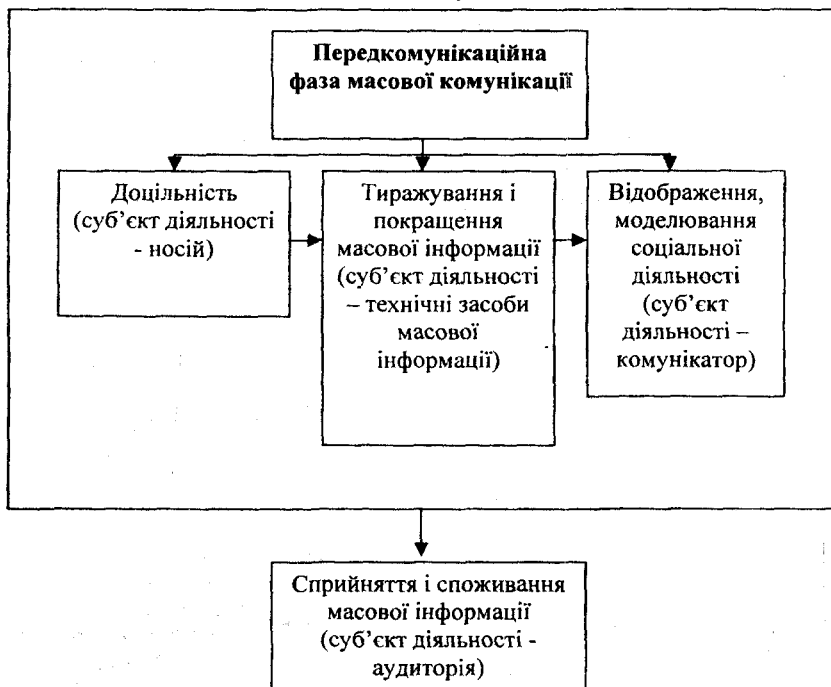 Передкомунікаційна
фаза масової комунікації
Доцільність
(суб’єкт діяльності
- носій)
Тиражування і
покращення
масової інформації
(суб’єкт діяльності
– технічні засоби
масової
інформації)
Відображення,
моделювання
соціальної
діяльності
(суб’єкт
діяльності –
комунікатор)
Сприйняття і споживання
масової інформації
(суб’єкт діяльності -
аудиторія)